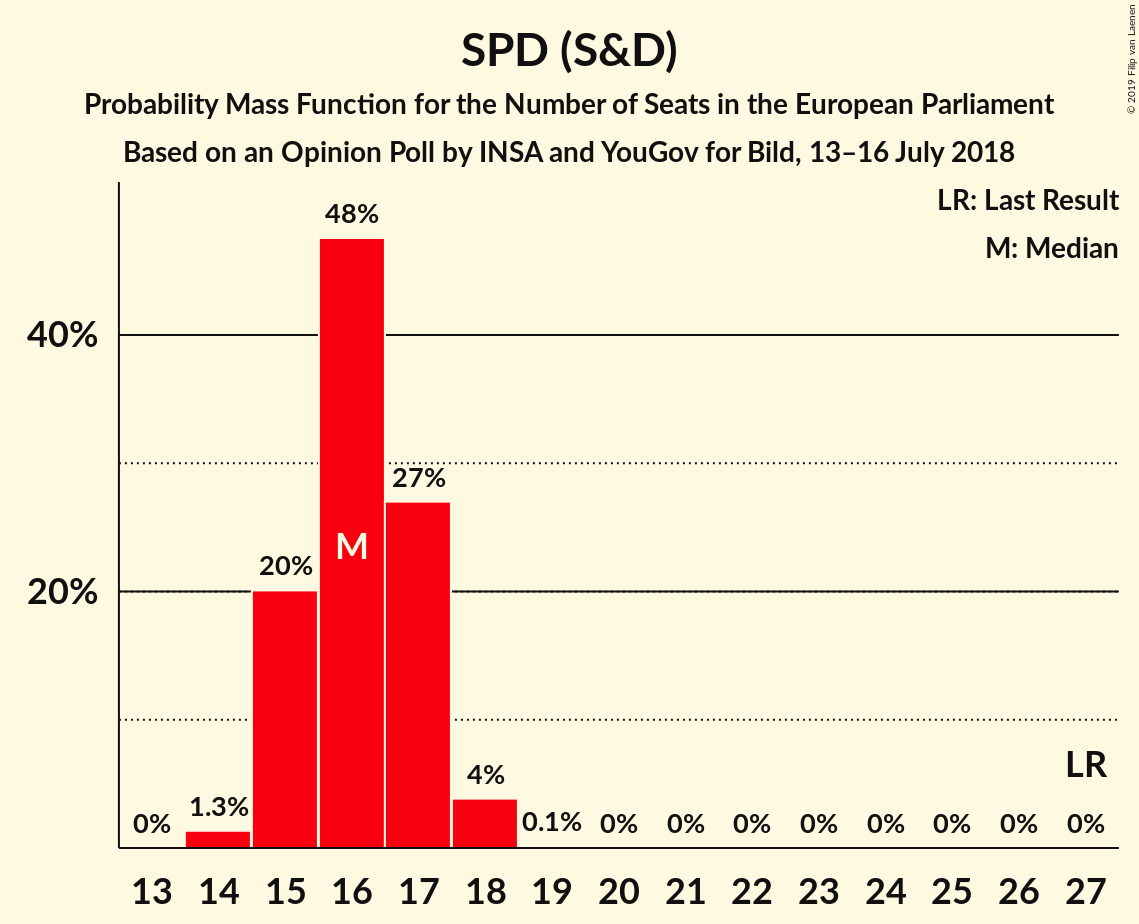 SPD (S&D)
Probability Mass Function for the Number of Seats in the European Parliament
Based on an Opinion Poll by INSA and YouGov for Bild, 13–16 July 2018
© 2019 Filip van Laenen
LR: Last Result
M: Median
40%
20%
0%
1.3%
20%
48%
M
27%
4%
0.1%
0%
0%
0%
0%
0%
0%
0%
LR
0%
13 14 15 16 17 18 19 20 21 22 23 24 25 26 27